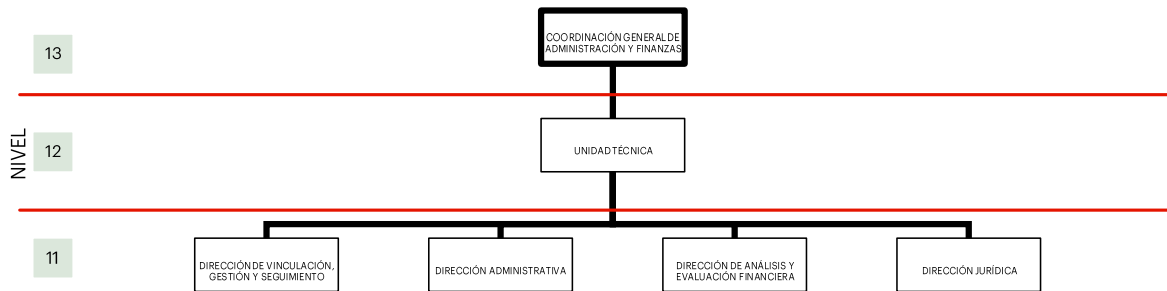 COORDINACIÓN GENERAL DE
ADMINISTRACIÓN Y FINANZAS
13
NIVEL
12
UNIDAD TÉCNICA
11
DIRECCIÓN DE VINCULACIÓN,
GESTIÓN Y SEGUIMIENTO
DIRECCIÓN ADMINISTRATIVA
DIRECCIÓN DE ANÁLISIS Y
EVALUACIÓN FINANCIERA
DIRECCIÓN JURÍDICA